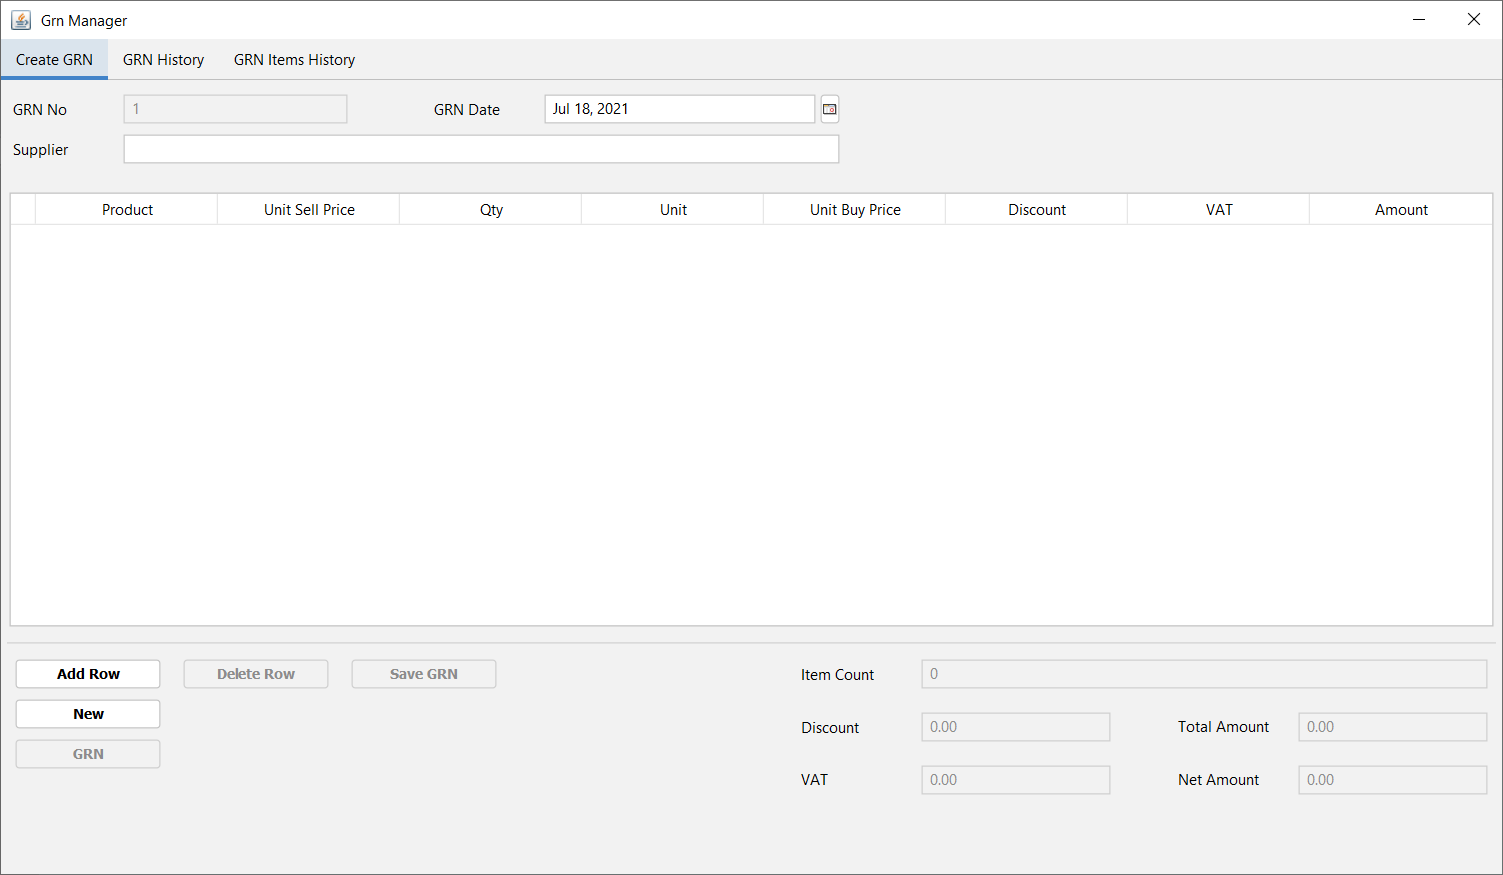 Grn Manager
Create GRN GRN History GRN Items History
GRN No 1 GRN Date Jul 18, 2021
Supplier
Product Unit Sell Price Qty Unit Unit Buy Price Discount VAT Amount
Add Row Delete Row Save GRN Item Count 0
New Discount 0.00 Total Amount 0.00
GRN VAT 0.00 Net Amount 0.00